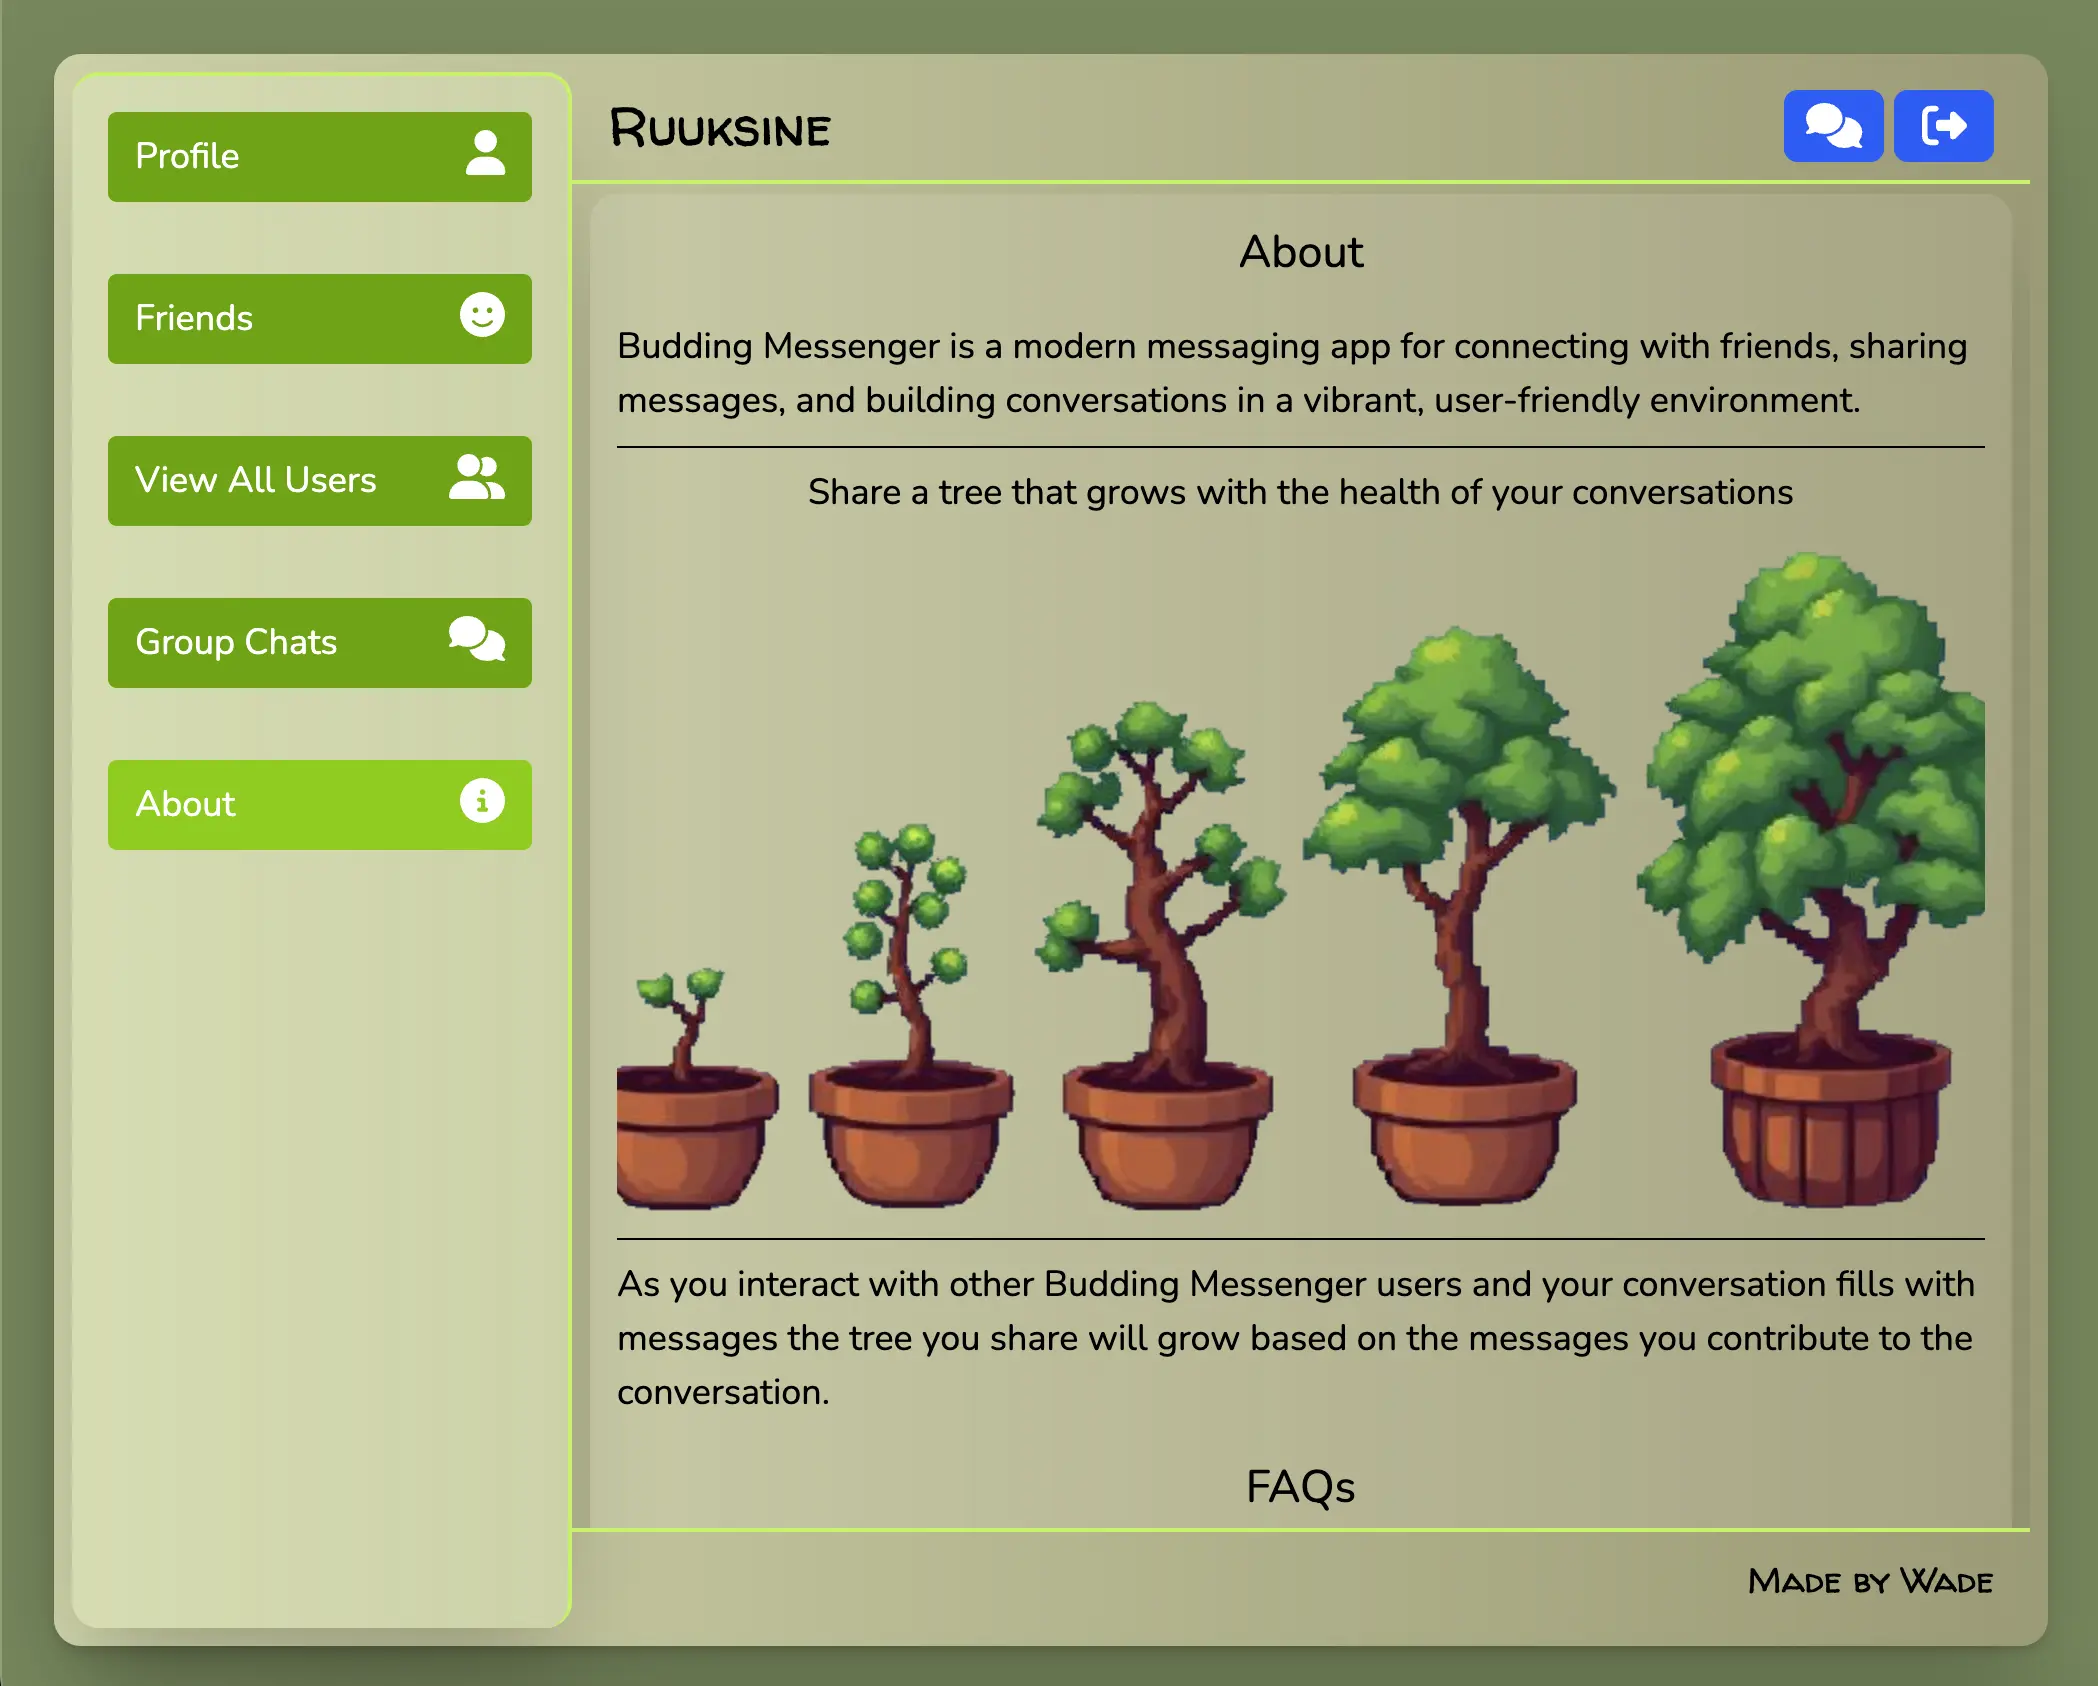 Profile
Friends
View All Users
Group Chats
About
Ruuksine
About
Budding Messenger is a modern messaging app for connecting with friends, sharing
messages, and building conversations in a vibrant, user-friendly environment.
Share a tree that grows with the health of your conversations
As you interact with other Budding Messenger users and your conversation fills with
messages the tree you share will grow based on the messages you contribute to the
conversation.
FAQs
Made by Wade